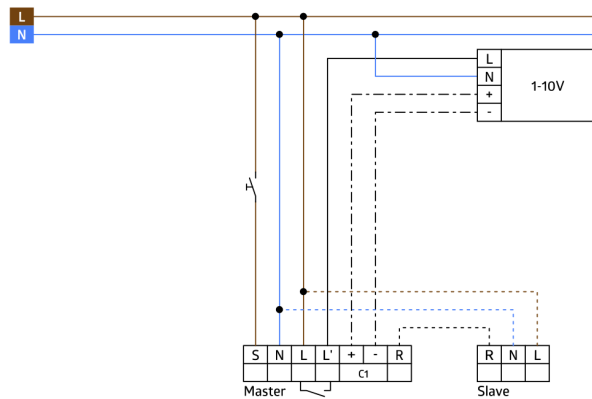 L
N
L
N
+
-
1-10V
S N L L' + - R
C1
Master
R N L
Slave